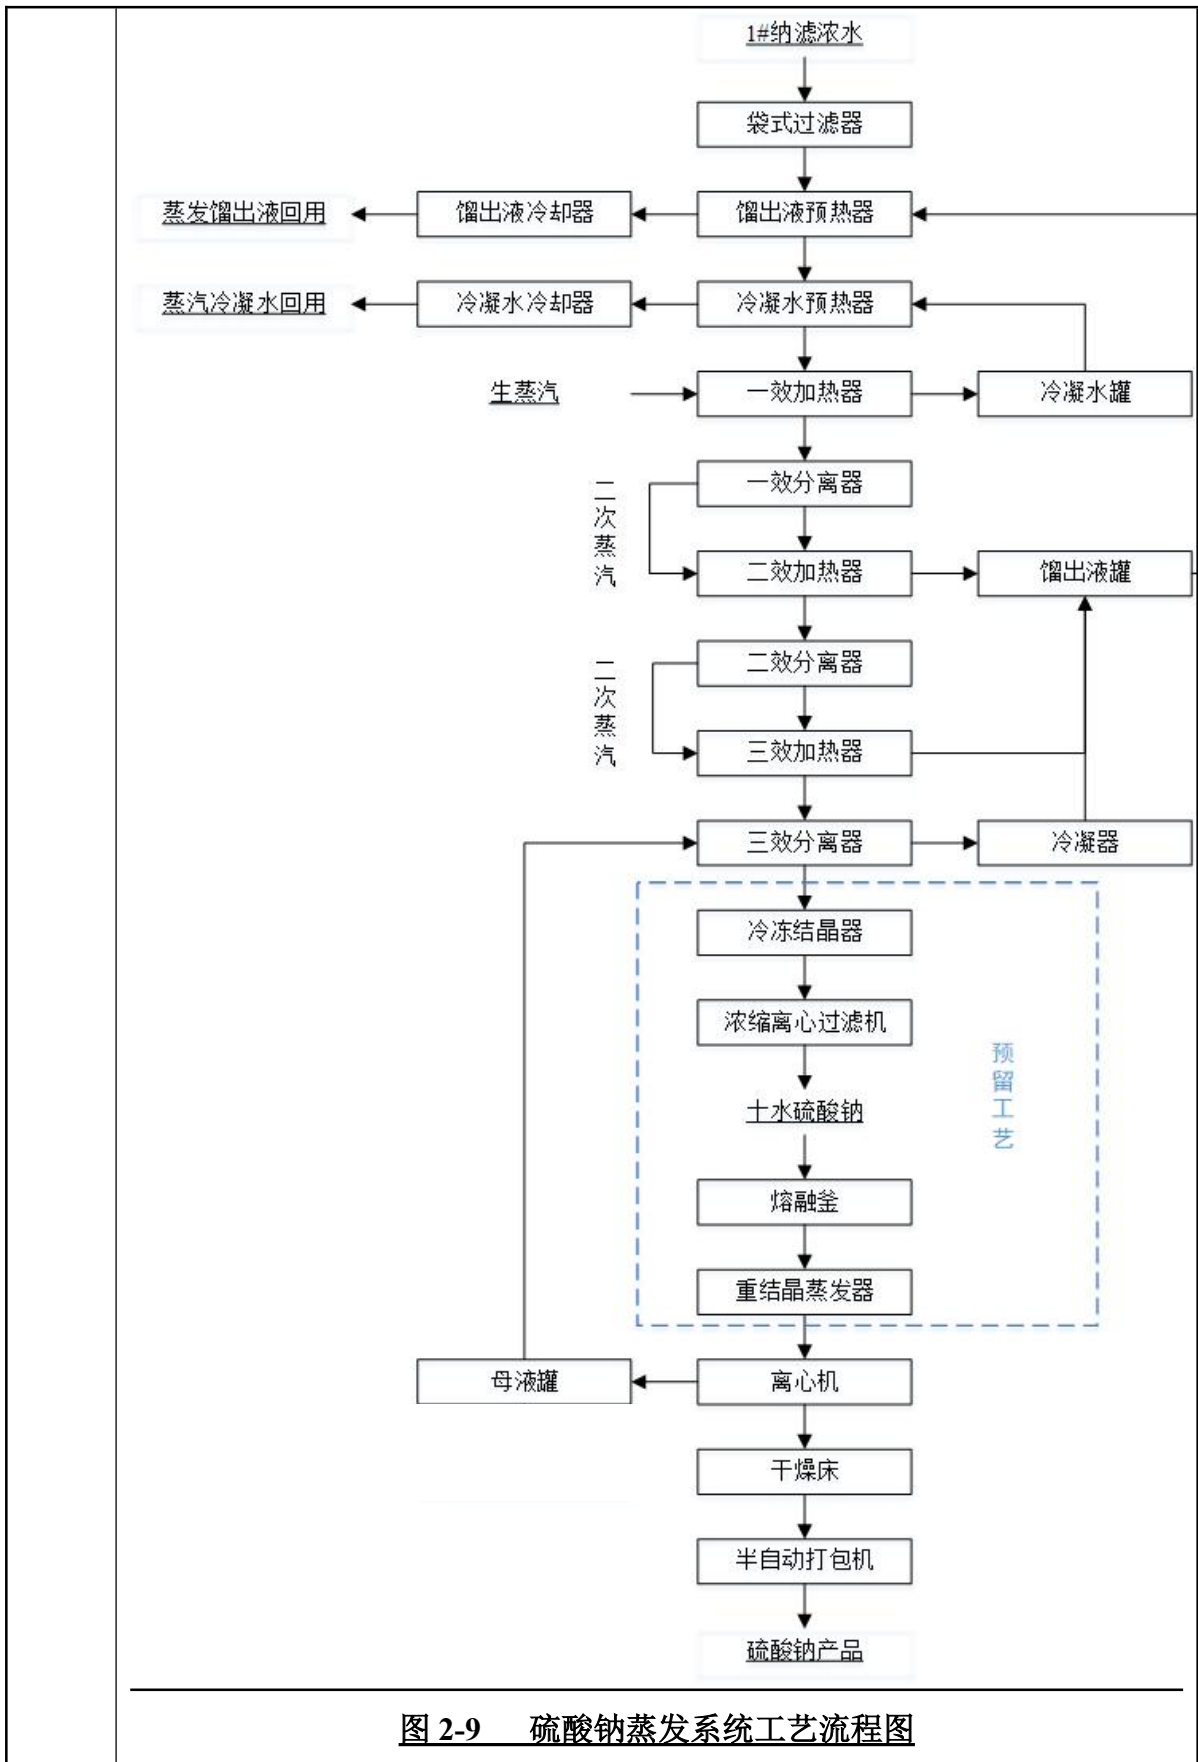 1#纳滤浓水
袋式过滤器
蒸发馏出液回用
馏出液冷却器
馏出液预热器
蒸汽冷凝水回用
冷凝水冷却器
冷凝水预热器
生蒸汽
一效加热器
冷凝水罐
一效分离器
二次蒸汽
二效加热器
馏出液罐
二效分离器
二次蒸汽
三效加热器
三效分离器
冷凝器
冷冻结晶器
浓缩离心过滤机
预留工艺
十水硫酸钠
熔融釜
重结晶蒸发器
母液罐
离心机
干燥床
半自动打包机
硫酸钠产品
图 2-9 硫酸钠蒸发系统工艺流程图